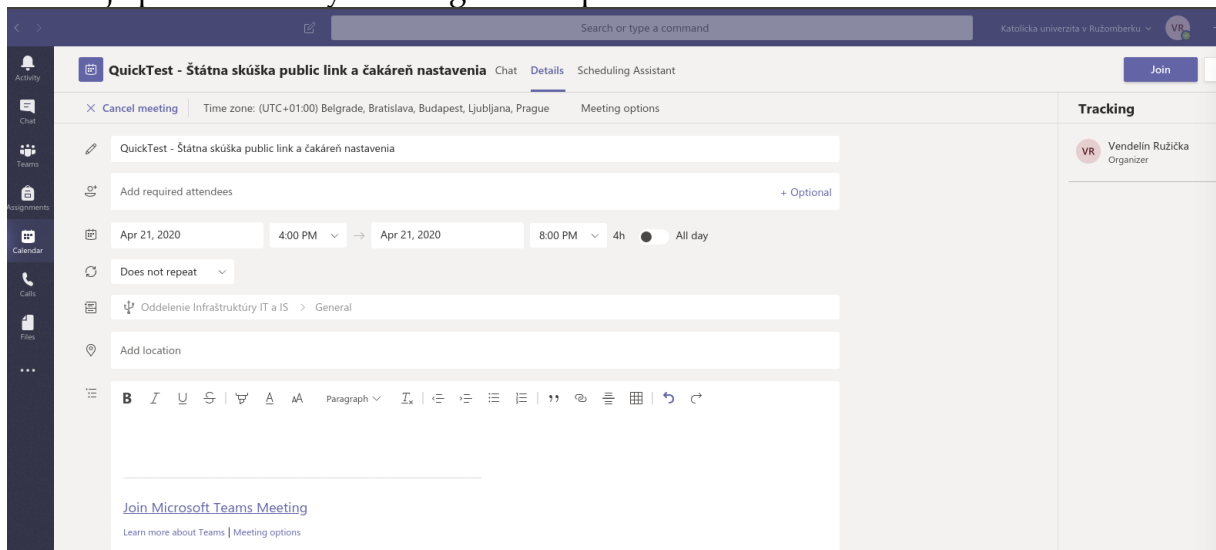 Search or type a command
Katolícka univerzita v Ružomberku
VR
Activity
Chat
Teams
Assignments
Calendar
Calls
Files
QuickTest - Štátna skúška public link a čakáreň nastavenia Chat Details Scheduling Assistant
Join
Cancel meeting Time zone: (UTC+01:00) Belgrade, Bratislava, Budapest, Ljubljana, Prague Meeting options
Tracking
QuickTest - Štátna skúška public link a čakáreň nastavenia
VR Vendelín Ružička
Organizer
Add required attendees + Optional
Apr 21, 2020 4:00 PM → Apr 21, 2020 8:00 PM 4h All day
Does not repeat
Oddelenie Infraštruktúry IT a IS > General
Add location
B I U S A AA Paragraph
Join Microsoft Teams Meeting
Learn more about Teams | Meeting options